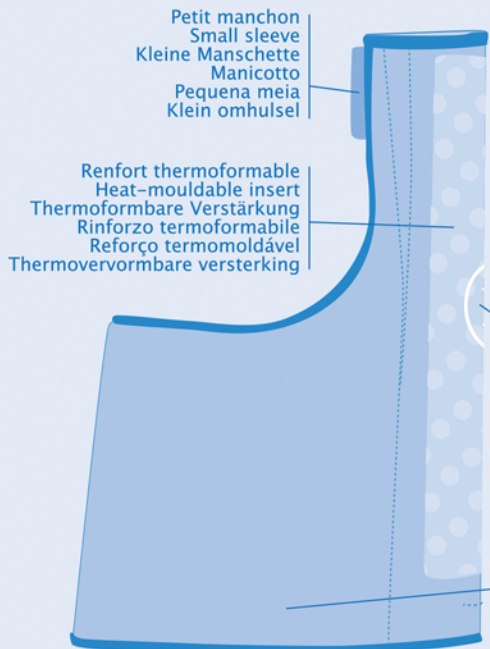 Petit manchon
Small sleeve
Kleine Manschette
Manicotto
Pequena meia
Klein omhulsel
Renfort thermoformable
Heat-mouldable insert
Thermoformbare Verstärkung
Rinforzo termoformabile
Reforço termomoldável
Thermovervormbare versterking